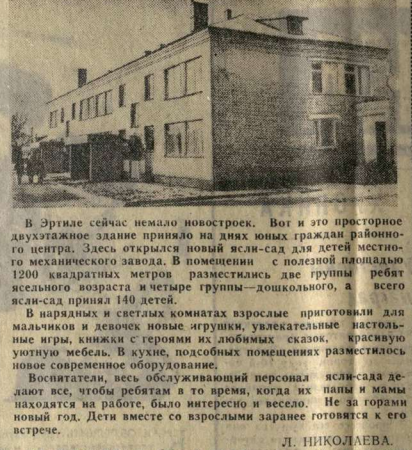 В Эртиле сейчас немало новостроек. Вот и это просторное
двухэтажное здание приняло на днях юных граждан районно-
го центра. Здесь открылся новый ясли-сад для детей местно-
го механического завода. В помещении с полезной площадью
1200 квадратных метров разместились две группы ребят
ясельного возраста и четыре группы—дошкольного, а всего
ясли-сад принял 140 детей.
В нарядных и светлых комнатах взрослые приготовили для
мальчиков и девочек новые игрушки, увлекательные настоль-
ные игры, книжки с героями их любимых сказок, красивую
уютную мебель. В кухне, подсобных помещениях разместилось
новое современное оборудование.
Воспитатели, весь обслуживающий персонал ясли-сада де-
лают все, чтобы ребятам в то время, когда их папы и мамы
находятся на работе, было интересно и весело. Не за горами
новый год. Дети вместе со взрослыми заранее готовятся к его
встрече.
Л. НИКОЛАЕВА.